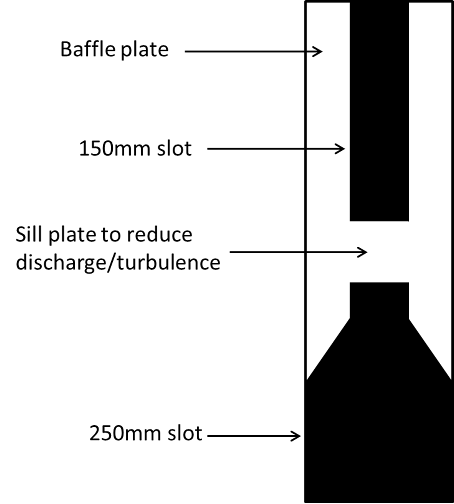 Baffle plate
150mm slot
Sill plate to reduce
discharge/turbulence
250mm slot